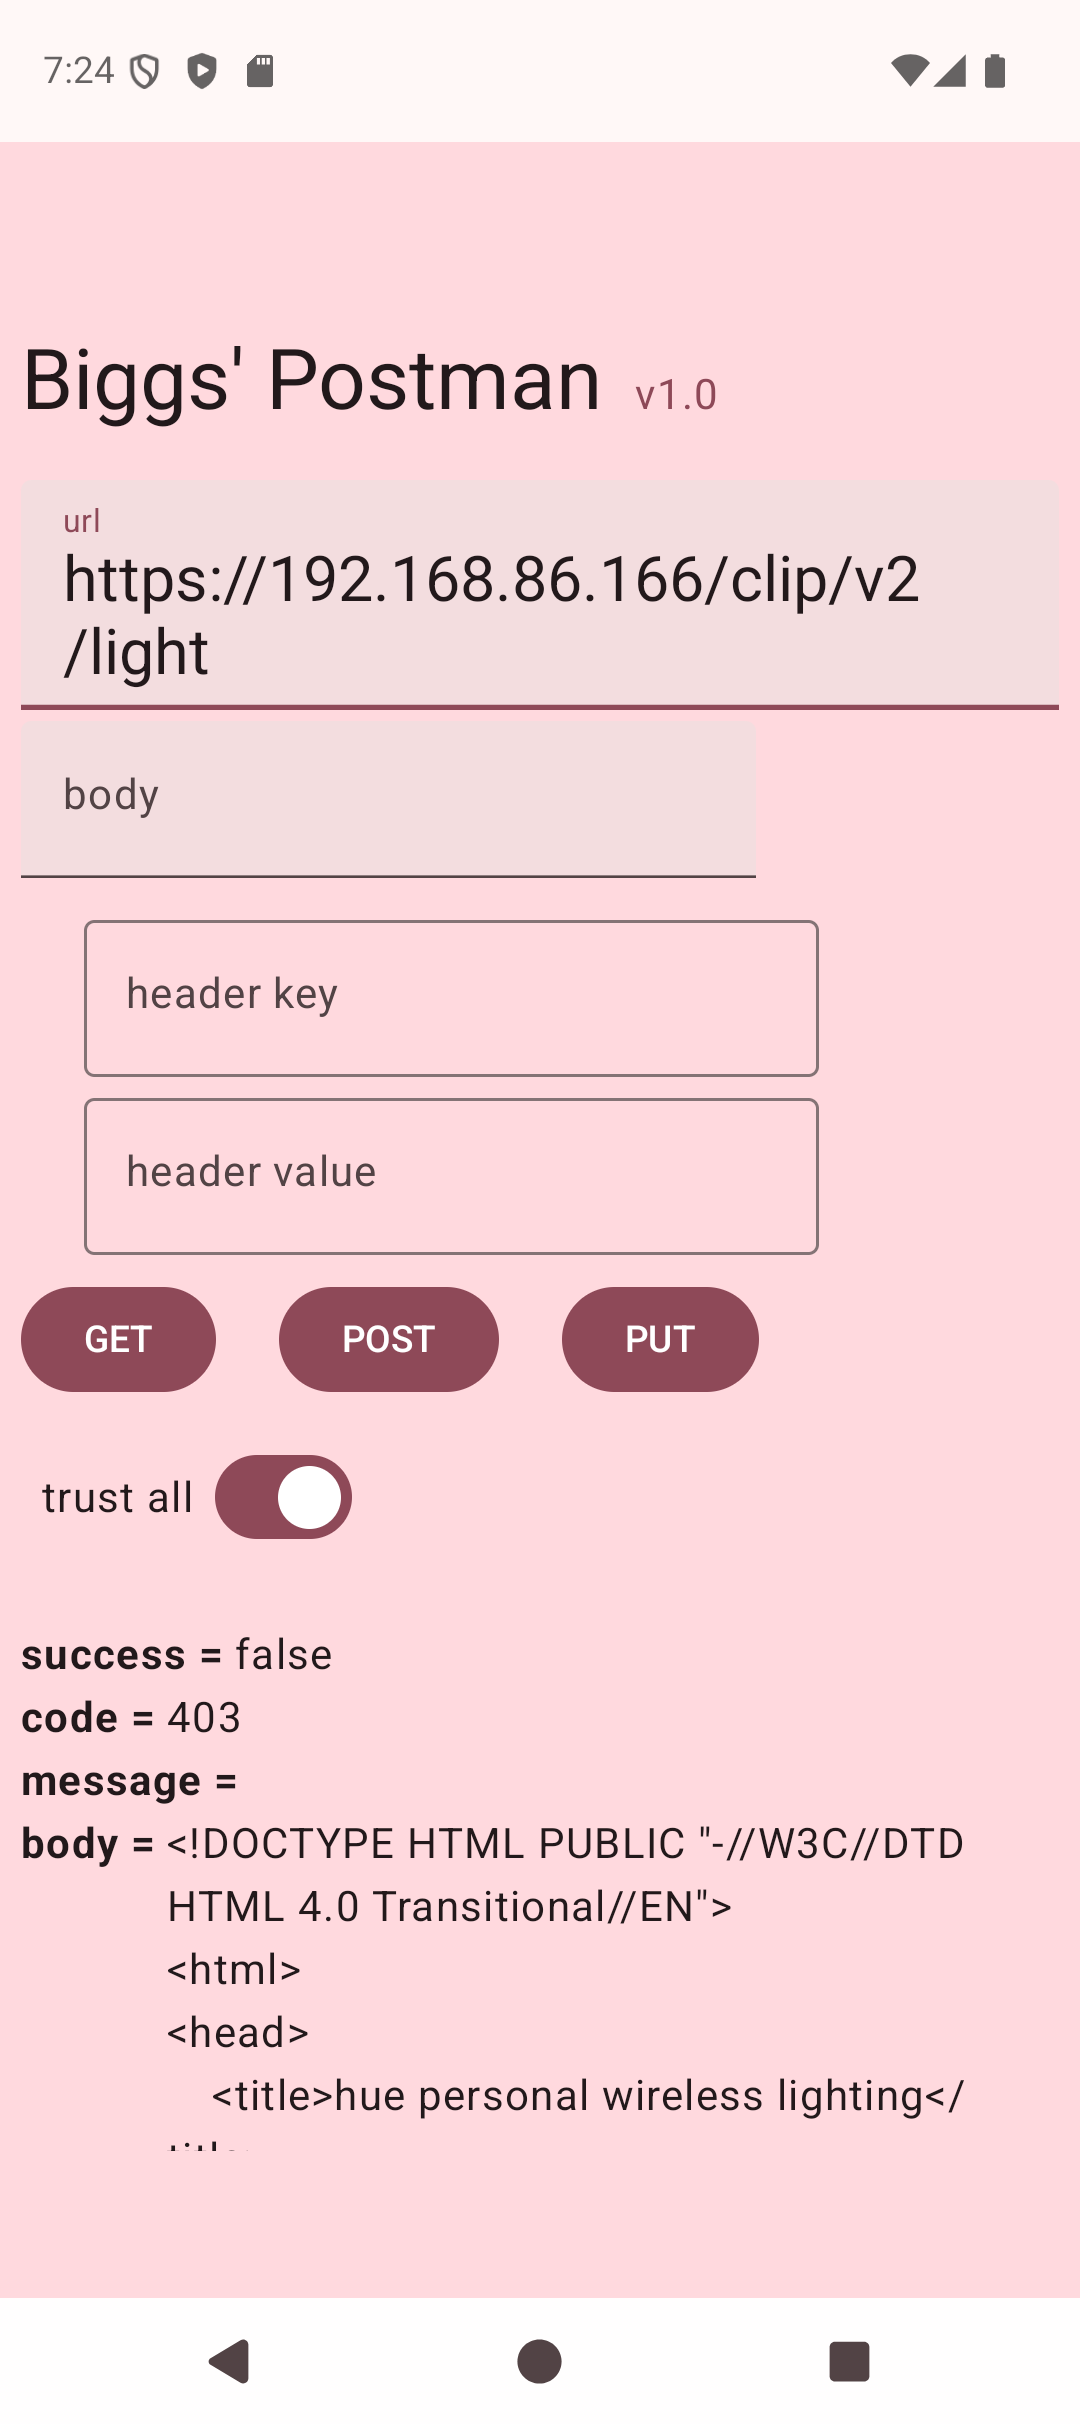 7:24
Biggs' Postman v1.0
url
https://192.168.86.166/clip/v2
/light
body
header key
header value
GET POST PUT
trust all
success = false
code = 403
message =
body = <!DOCTYPE HTML PUBLIC "-//W3C//DTD
HTML 4.0 Transitional//EN">
<html>
<head>
<title>hue personal wireless lighting</